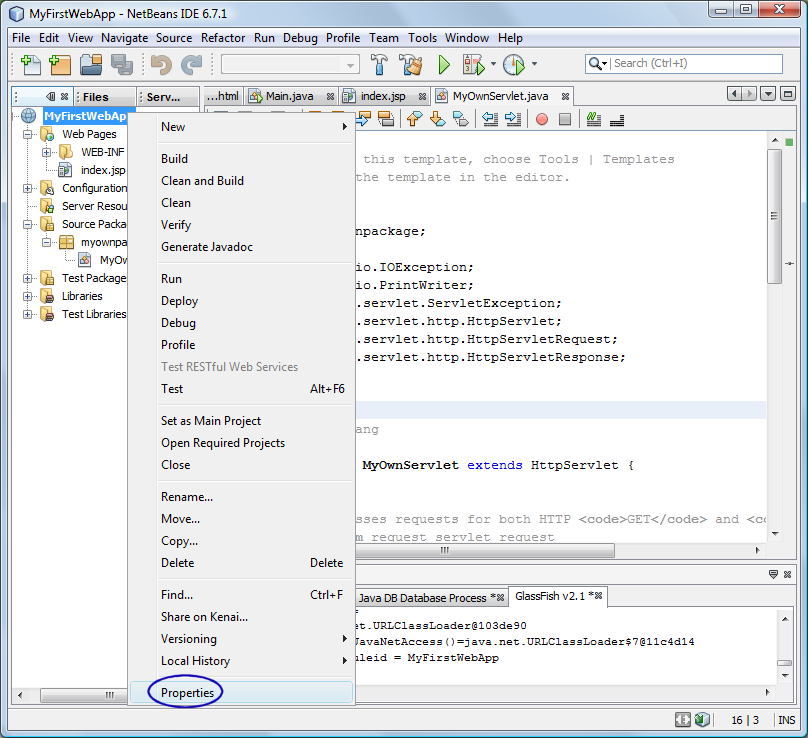 MyFirstWebApp - NetBeans IDE 6.7.1
File Edit View Navigate Source Refactor Run Debug Profile Team Tools Window Help
Search (Ctrl+I)
Files Serv... ...html Main.java index.jsp MyOwnServlet.java
MyFirstWebAp
Web Pages
WEB-INF
index.jsp
Configuration
Server Resou
Source Packa
myownpa
MyOw
Test Package
Libraries
Test Libraries
New
Build
Clean and Build
Clean
Verify
Generate Javadoc
Run
Deploy
Debug
Profile
Test RESTful Web Services
Test Alt+F6
Set as Main Project
Open Required Projects
Close
Rename...
Move...
Copy...
Delete Delete
Find... Ctrl+F
Share on Kenai...
Versioning
Local History
Properties
this template, choose Tools | Templates
the template in the editor.
npackage;
io.IOException;
io.PrintWriter;
.servlet.ServletException;
.servlet.http.HttpServlet;
.servlet.http.HttpServletRequest;
.servlet.http.HttpServletResponse;
ang
MyOwnServlet extends HttpServlet {
sses requests for both HTTP <code>GET</code> and <co
m request servlet request
Java DB Database Process * GlassFish v2.1 *
et.URLClassLoader@103de90
JavaNetAccess()=java.net.URLClassLoader$7@11c4d14
uleid = MyFirstWebApp
16 | 3 INS